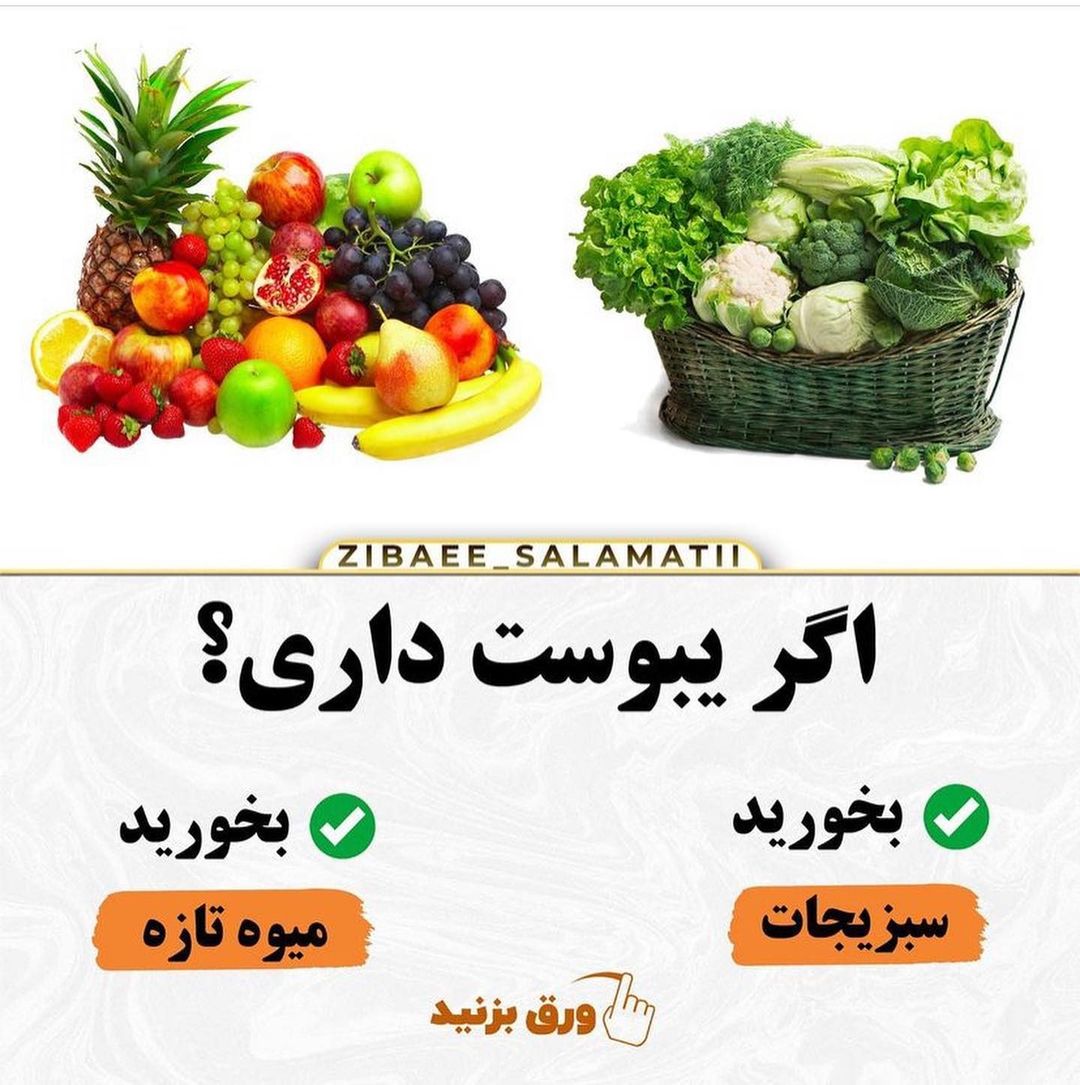 ZIBAEE_SALAMATII
اگر یبوست داری؟
بخورید
سبزیجات
بخورید
میوه تازه
ورق بزنید